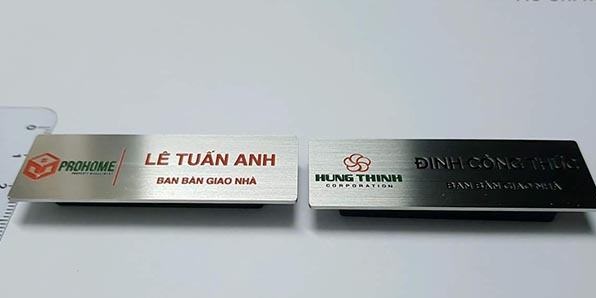 PROHOME
LÊ TUẤN ANH
BAN BÀN GIAO NHÀ
HUNG THINH
CORPORATION
ĐINH CÔNG THỨC
BAN BÀN GIAO NHÀ